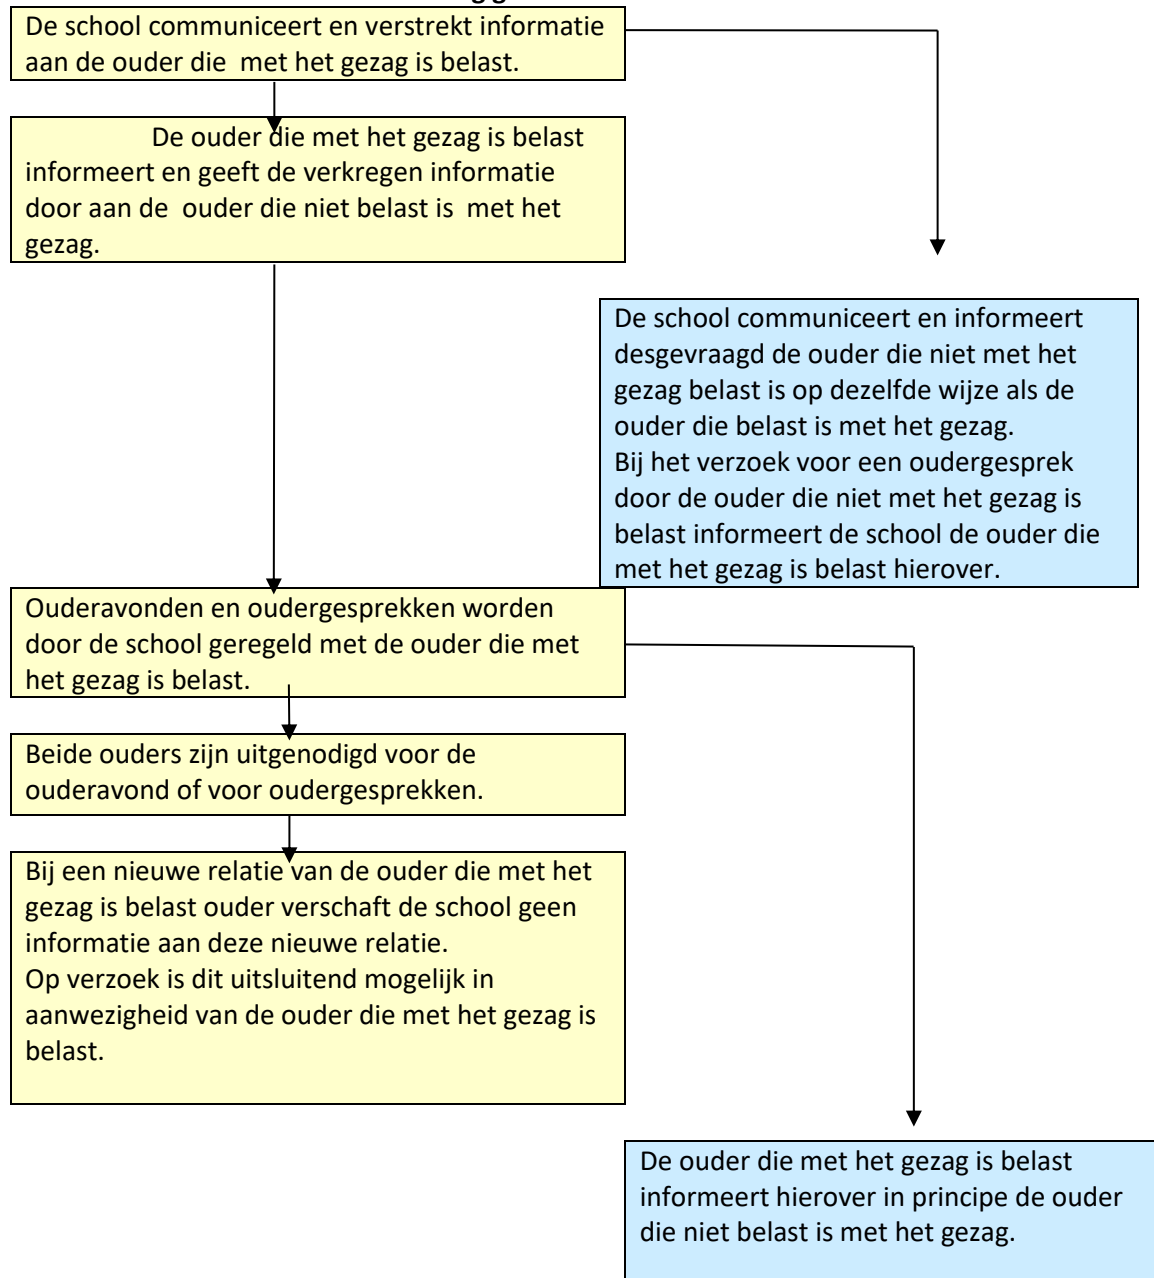 De school communiceert en verstrekt informatie
aan de ouder die met het gezag is belast.
De ouder die met het gezag is belast
informeert en geeft de verkregen informatie
door aan de ouder die niet belast is met het
gezag.
De school communiceert en informeert
desgevraagd de ouder die niet met het
gezag belast is op dezelfde wijze als de
ouder die belast is met het gezag.
Bij het verzoek voor een oudergesprek
door de ouder die niet met het gezag is
belast informeert de school de ouder die
met het gezag is belast hierover.
Ouderavonden en oudergesprekken worden
door de school geregeld met de ouder die met
het gezag is belast.
Beide ouders zijn uitgenodigd voor de
ouderavond of voor oudergesprekken.
Bij een nieuwe relatie van de ouder die met het
gezag is belast ouder verschaft de school geen
informatie aan deze nieuwe relatie.
Op verzoek is dit uitsluitend mogelijk in
aanwezigheid van de ouder die met het gezag is
belast.
De ouder die met het gezag is belast
informeert hierover in principe de ouder
die niet belast is met het gezag.